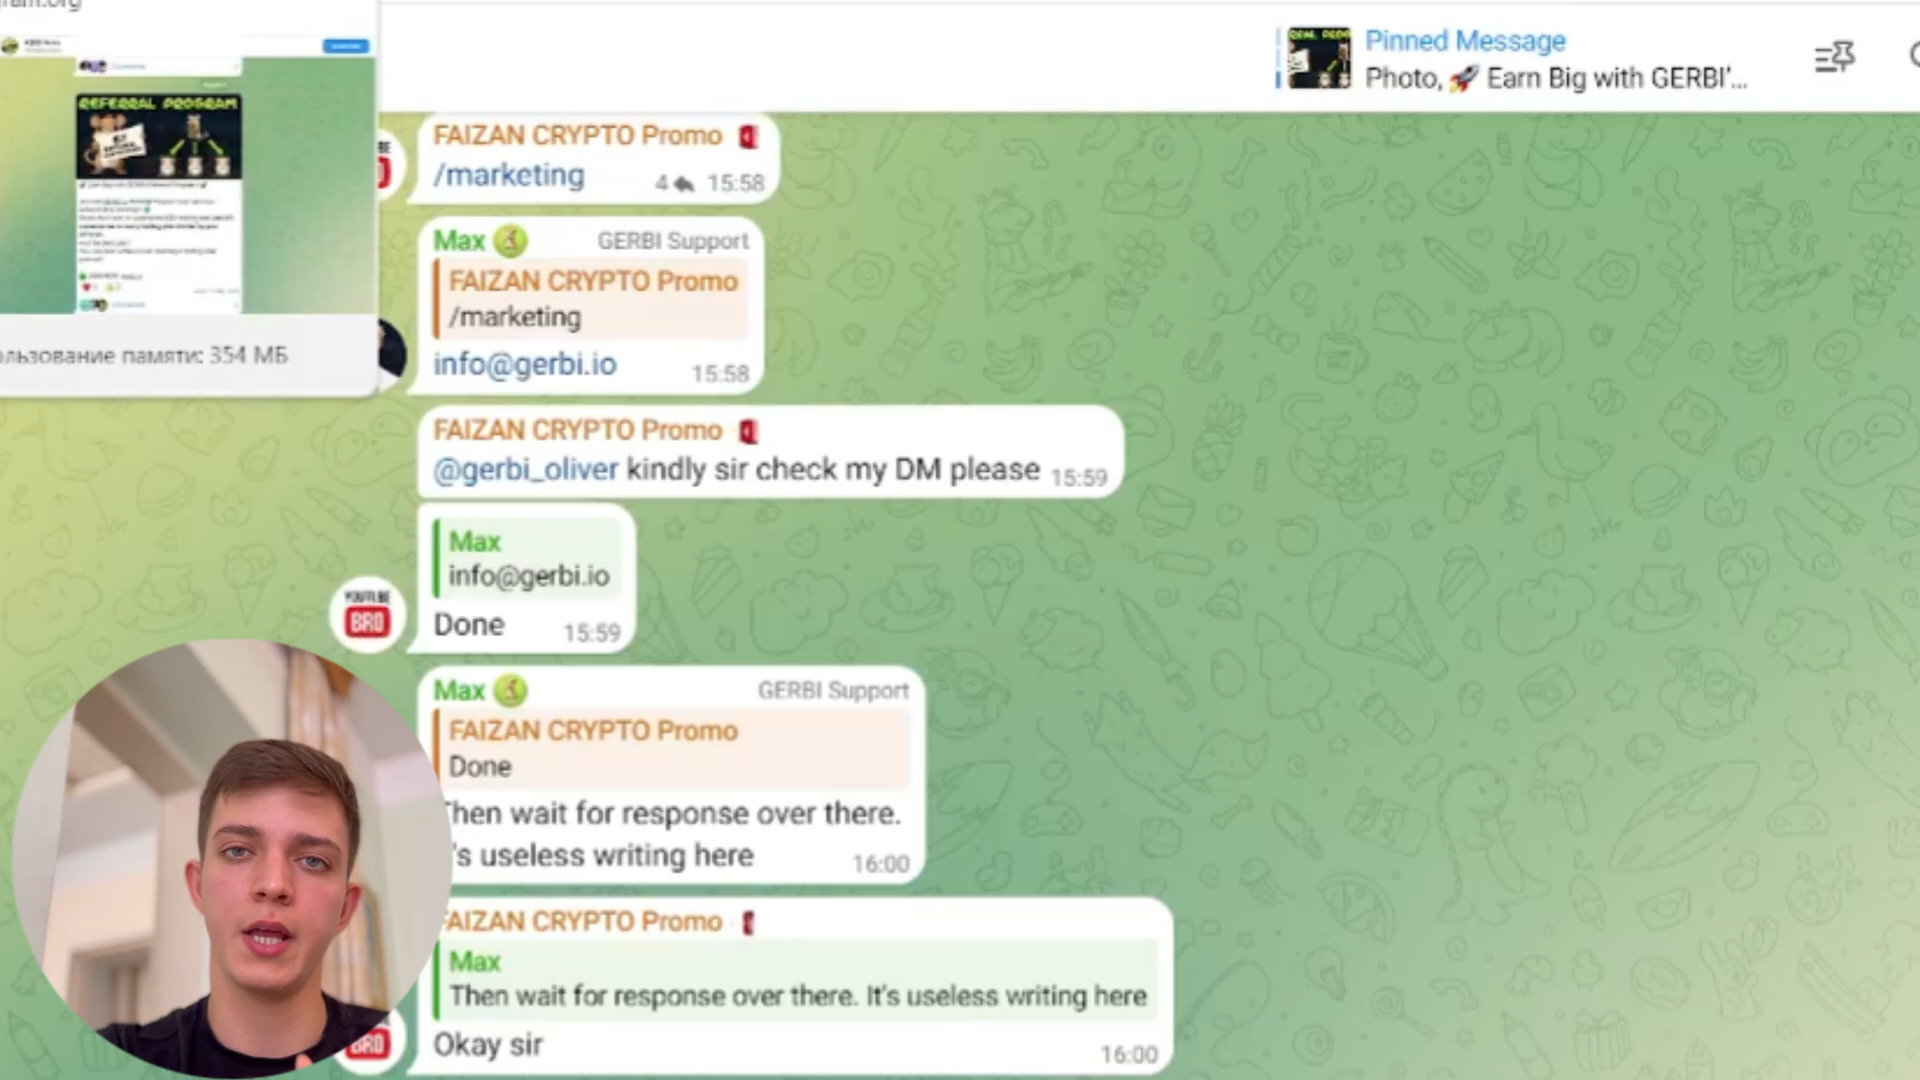 REFERRAL PROGRAM
ользование памяти: 354 МБ
Pinned Message
Photo, 🚀 Earn Big with GERBI'...
FAIZAN CRYPTO Promo
/marketing
4 15:58
Max GERBI Support
FAIZAN CRYPTO Promo
/marketing
info@gerbi.io
15:58
FAIZAN CRYPTO Promo
@gerbi_oliver kindly sir check my DM please 15:59
Max
info@gerbi.io
Done 15:59
YOUTUBE
BRO
Max GERBI Support
FAIZAN CRYPTO Promo
Done
Then wait for response over there.
's useless writing here 16:00
FAIZAN CRYPTO Promo
Max
Then wait for response over there. It's useless writing here
Okay sir 16:00
BRO